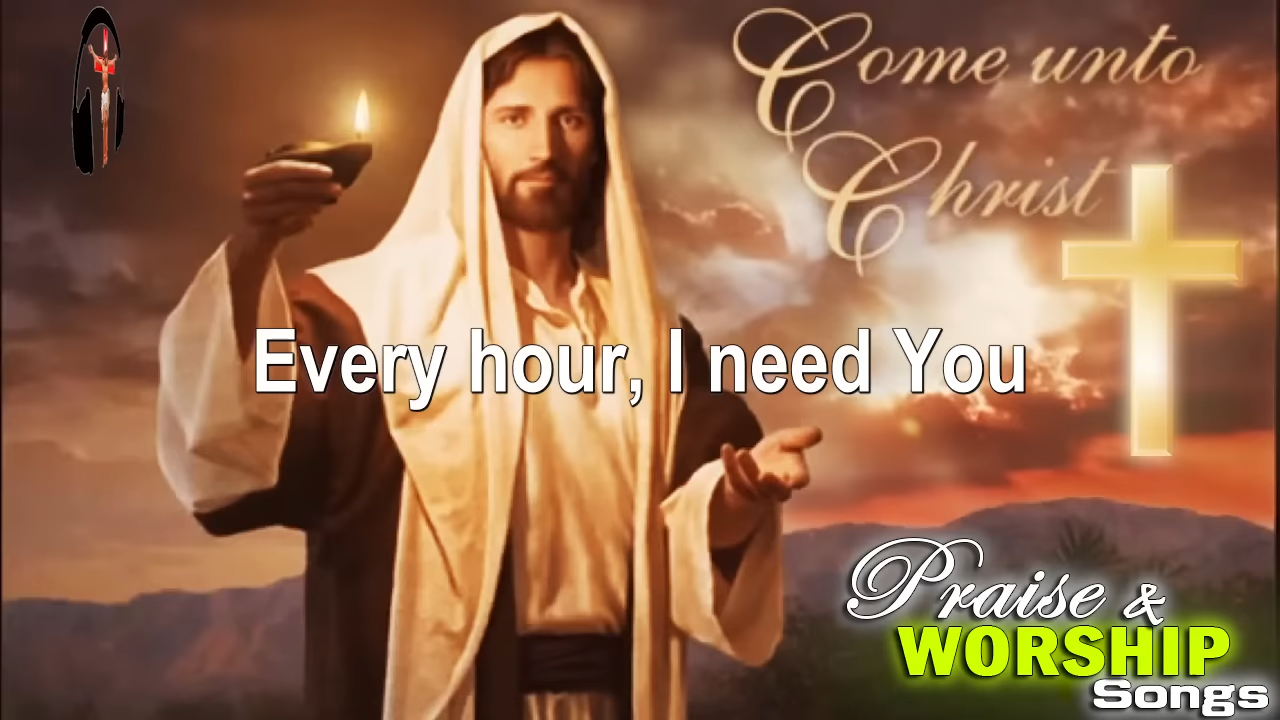 Come unto
Christ
Every hour, I need You
Praise &
WORSHIP
Songs